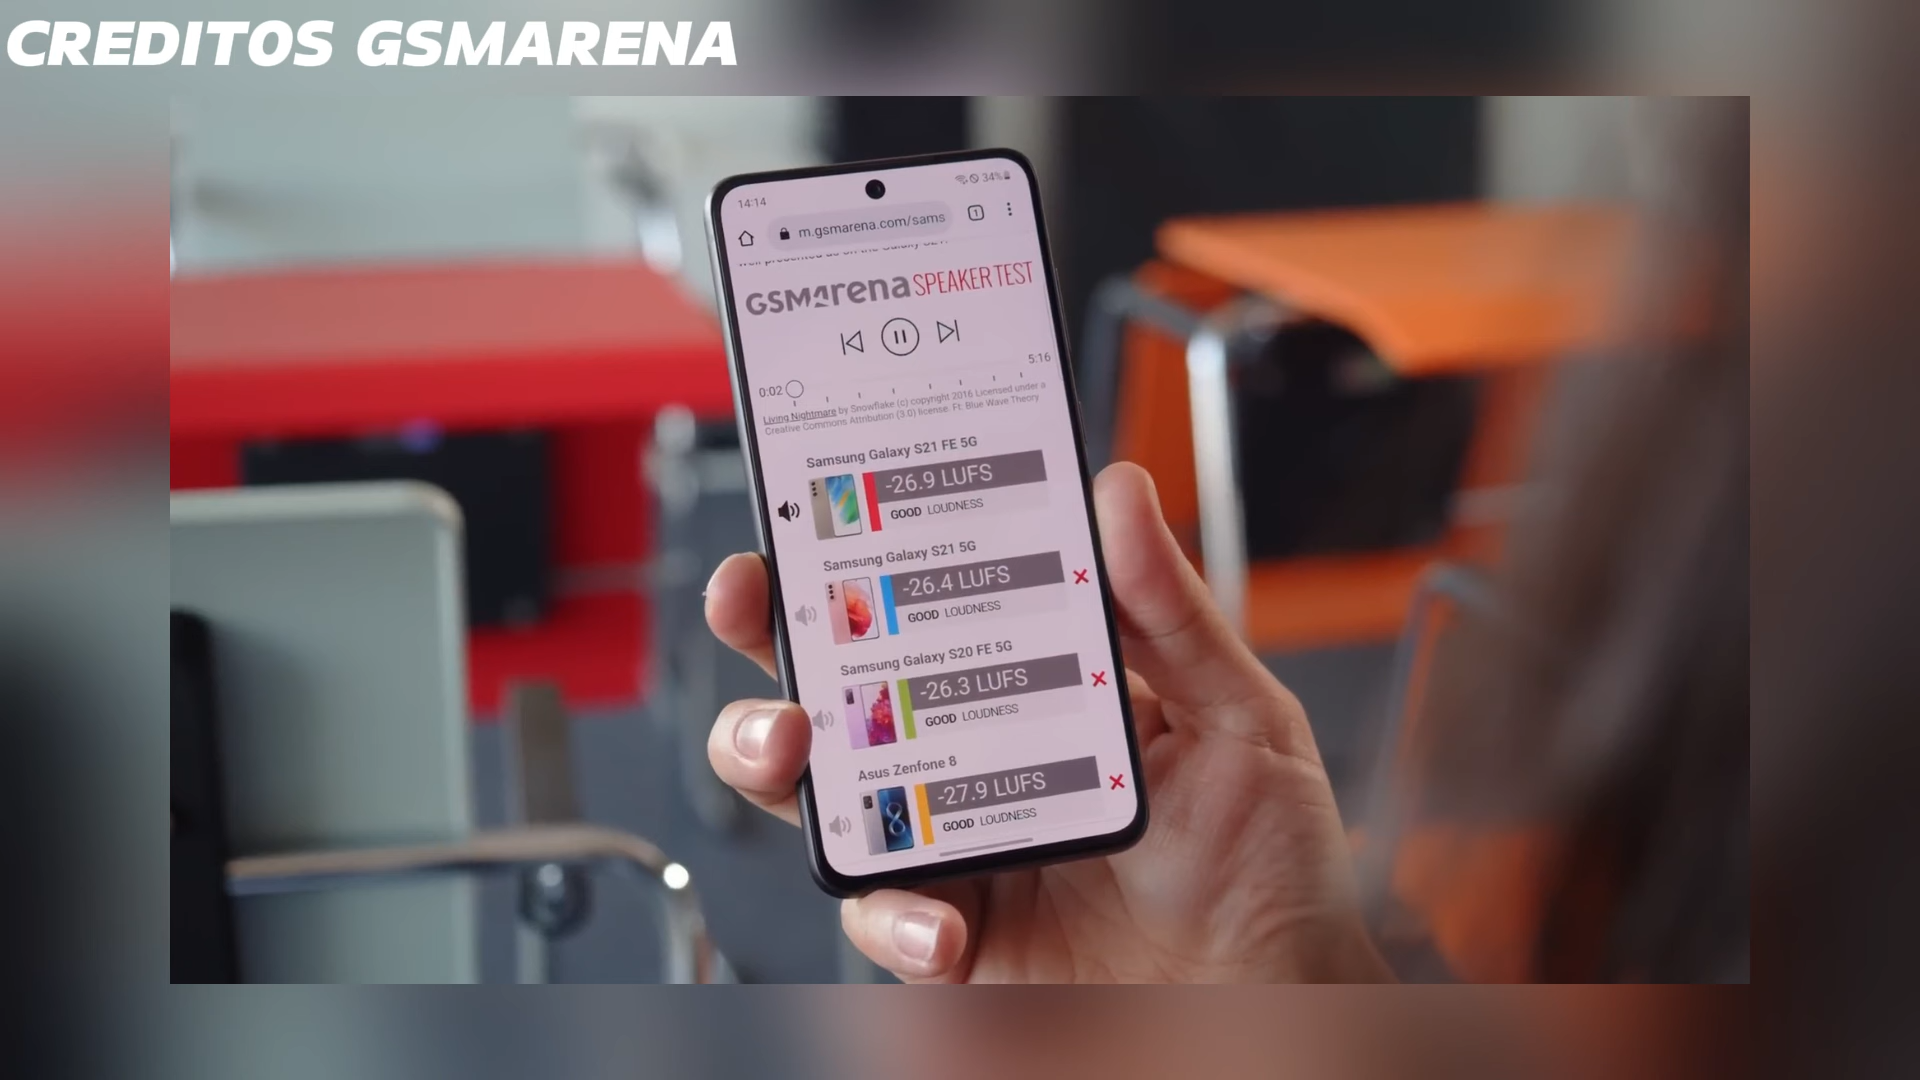 CREDITOS GSMARENA
14:14
34%
m.gsmarena.com/sams
1
GSMArena SPEAKER TEST
0:02
5:16
Living Nightmare by Snowflake (c) copyright 2016 Licensed under a
Creative Commons Attribution (3.0) license. Ft: Blue Wave Theory
Samsung Galaxy S21 FE 5G
-26.9 LUFS
GOOD LOUDNESS
Samsung Galaxy S21 5G
-26.4 LUFS
GOOD LOUDNESS
Samsung Galaxy S20 FE 5G
-26.3 LUFS
GOOD LOUDNESS
Asus Zenfone 8
-27.9 LUFS
GOOD LOUDNESS